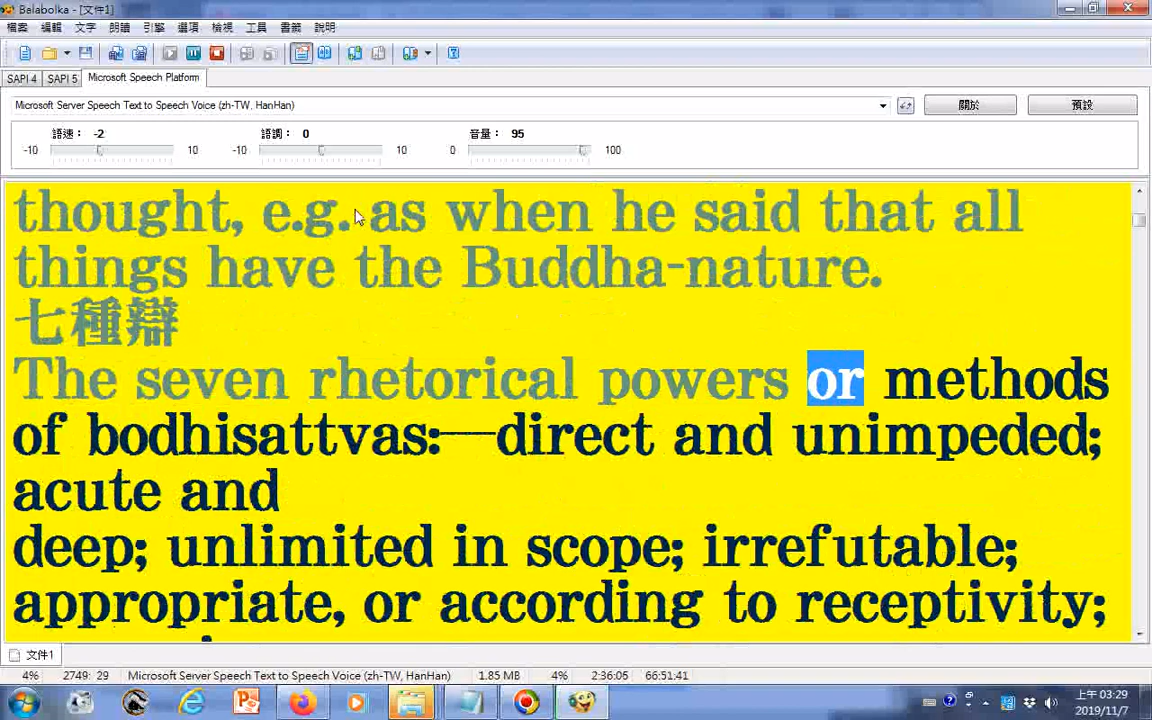 Balabolka - [文件1]
檔案 編輯 文字 朗讀 引擎 選項 檢視 工具 書籤 說明
SAPI 4 SAPI 5 Microsoft Speech Platform
Microsoft Server Speech Text to Speech Voice (zh-TW, HanHan) 關於 預設
語速： -2 語調： 0 音量： 95
-10 10 -10 10 0 100
thought, e.g. as when he said that all
things have the Buddha-nature.
七種辯
The seven rhetorical powers or methods
of bodhisattvas:—direct and unimpeded;
acute and
deep; unlimited in scope; irrefutable;
appropriate, or according to receptivity;
文件1
4% 2749: 29 Microsoft Server Speech Text to Speech Voice (zh-TW, HanHan) 1.85 MB 4% 2:36:05 66:51:41
上午 03:29
2019/11/7